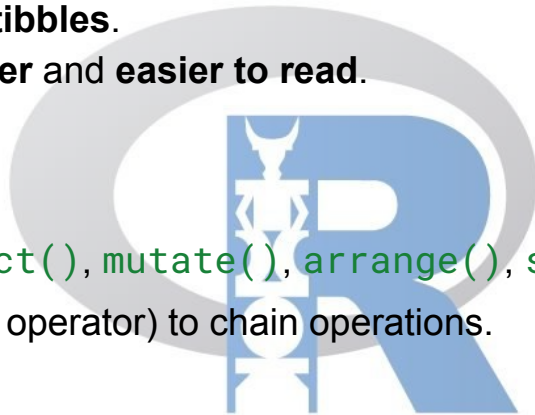 tibbles.
er and easier to read.
ct(), mutate(), arrange(), s
operator) to chain operations.